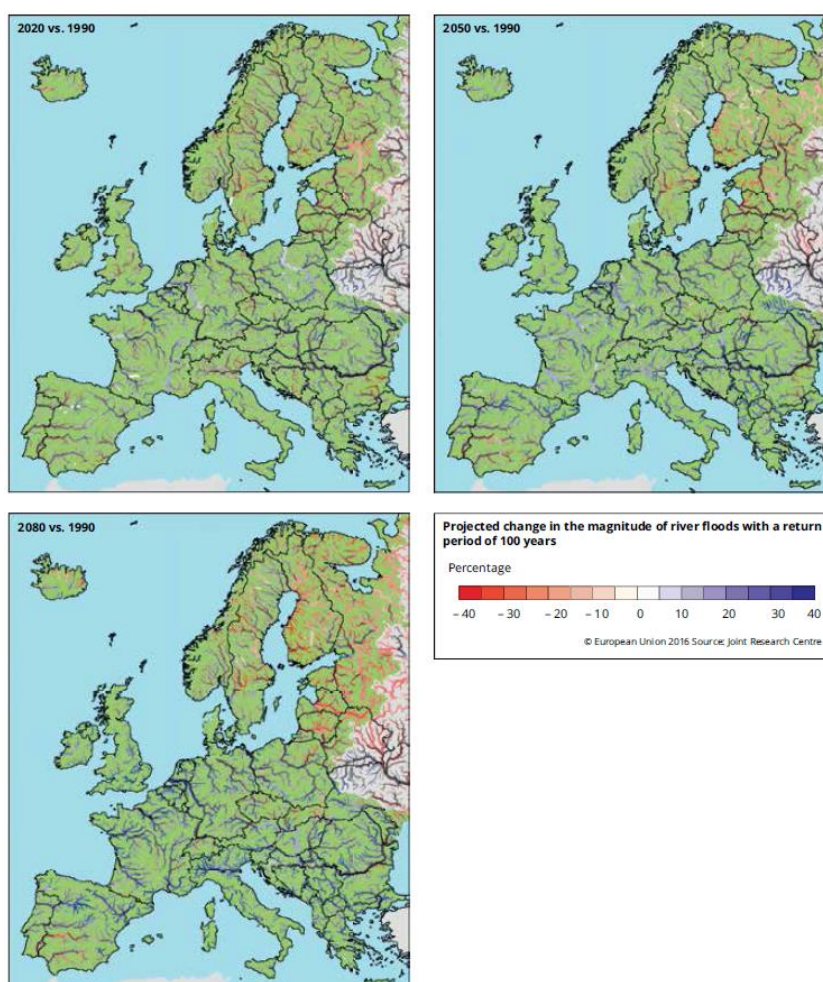 2020 vs. 1990
2050 vs. 1990
2080 vs. 1990
Projected change in the magnitude of river floods with a return
period of 100 years
Percentage
– 40 – 30 – 20 – 10 0 10 20 30 40
© European Union 2016 Source: Joint Research Centre